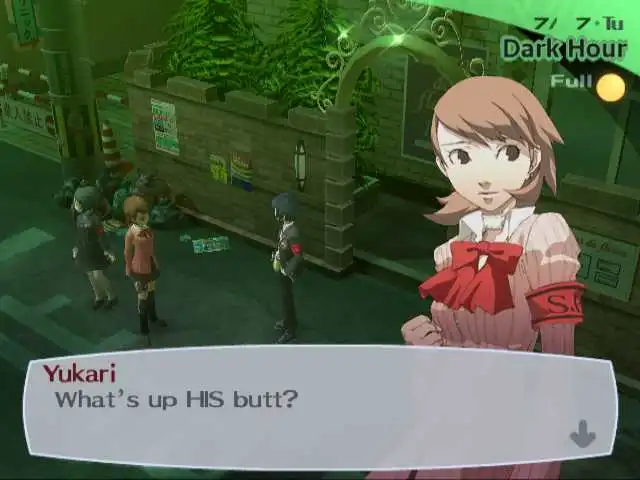 7/ 7・Tu
Dark Hour
Full
S.
Yukari
What's up HIS butt?